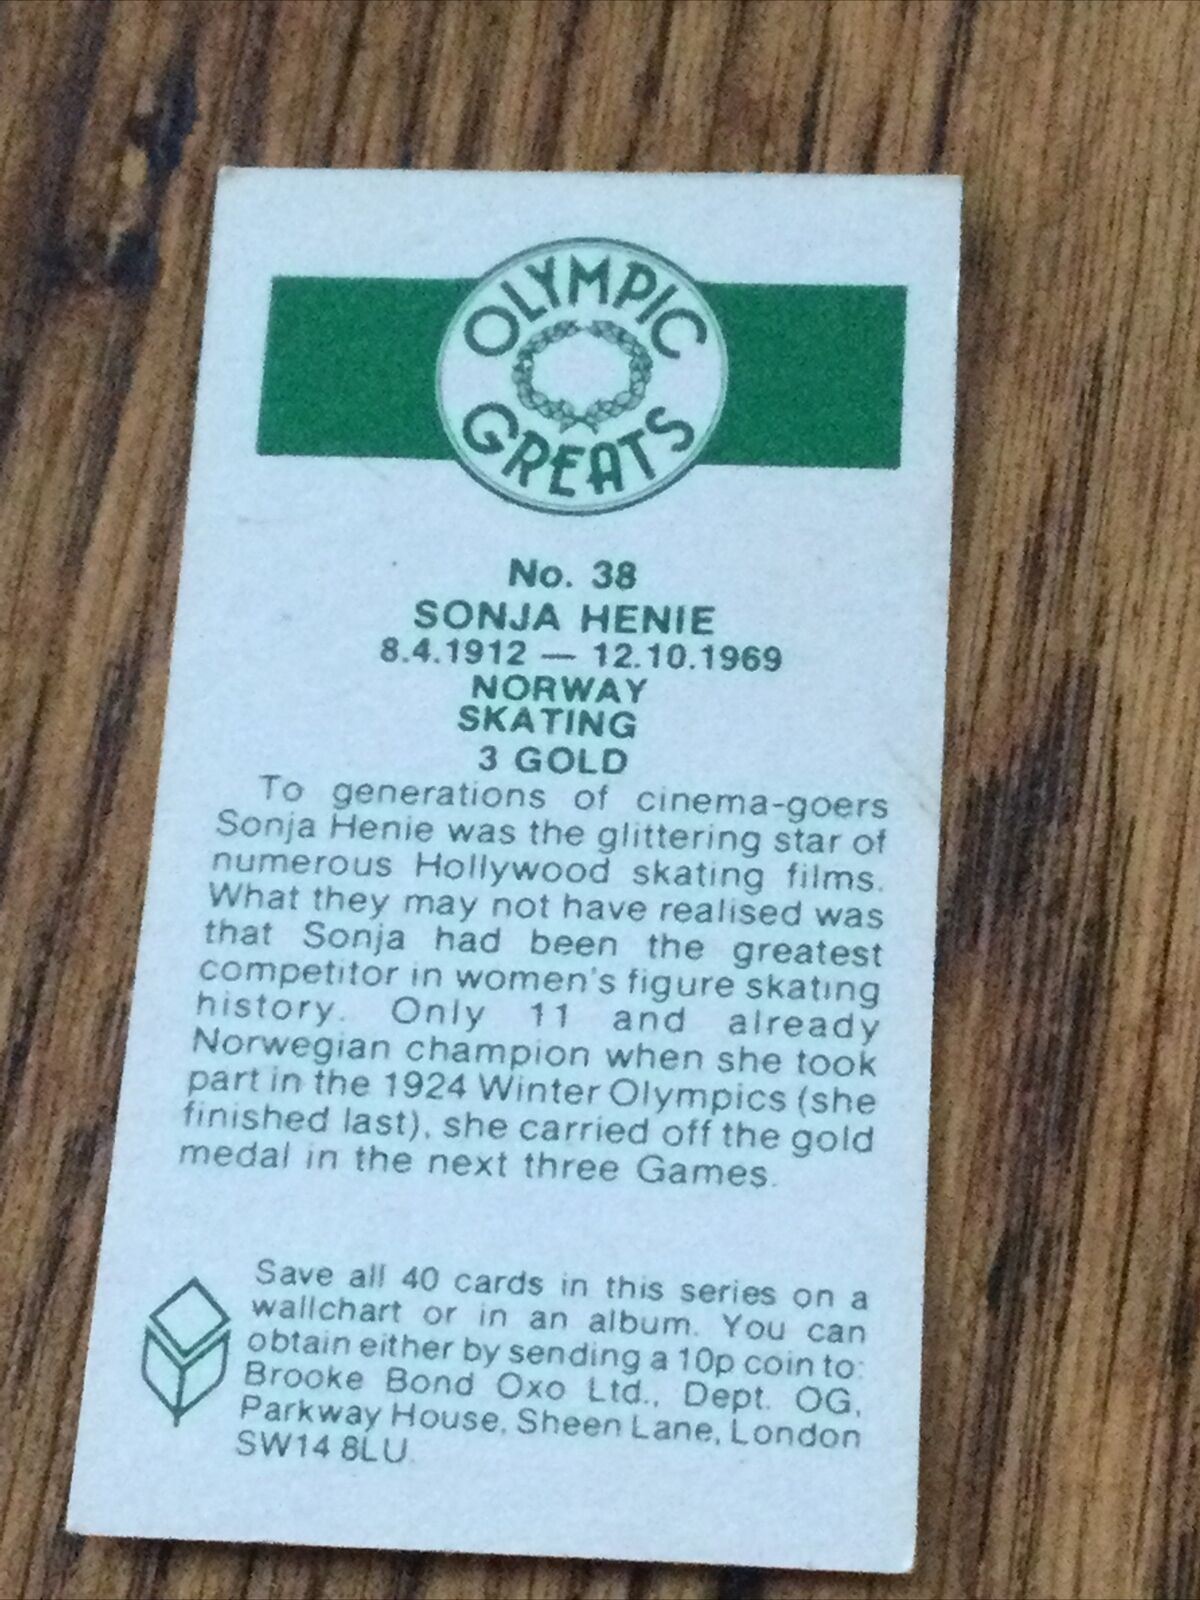 OLYMPIC
GREATS
No. 38
SONJA HENIE
8.4.1912 — 12.10.1969
NORWAY
SKATING
3 GOLD
To generations of cinema-goers
Sonja Henie was the glittering star of
numerous Hollywood skating films.
What they may not have realised was
that Sonja had been the greatest
competitor in women's figure skating
history. Only 11 and already
Norwegian champion when she took
part in the 1924 Winter Olympics (she
finished last), she carried off the gold
medal in the next three Games.
Save all 40 cards in this series on a
wallchart or in an album. You can
obtain either by sending a 10p coin to:
Brooke Bond Oxo Ltd., Dept. OG,
Parkway House, Sheen Lane, London
SW14 8LU.